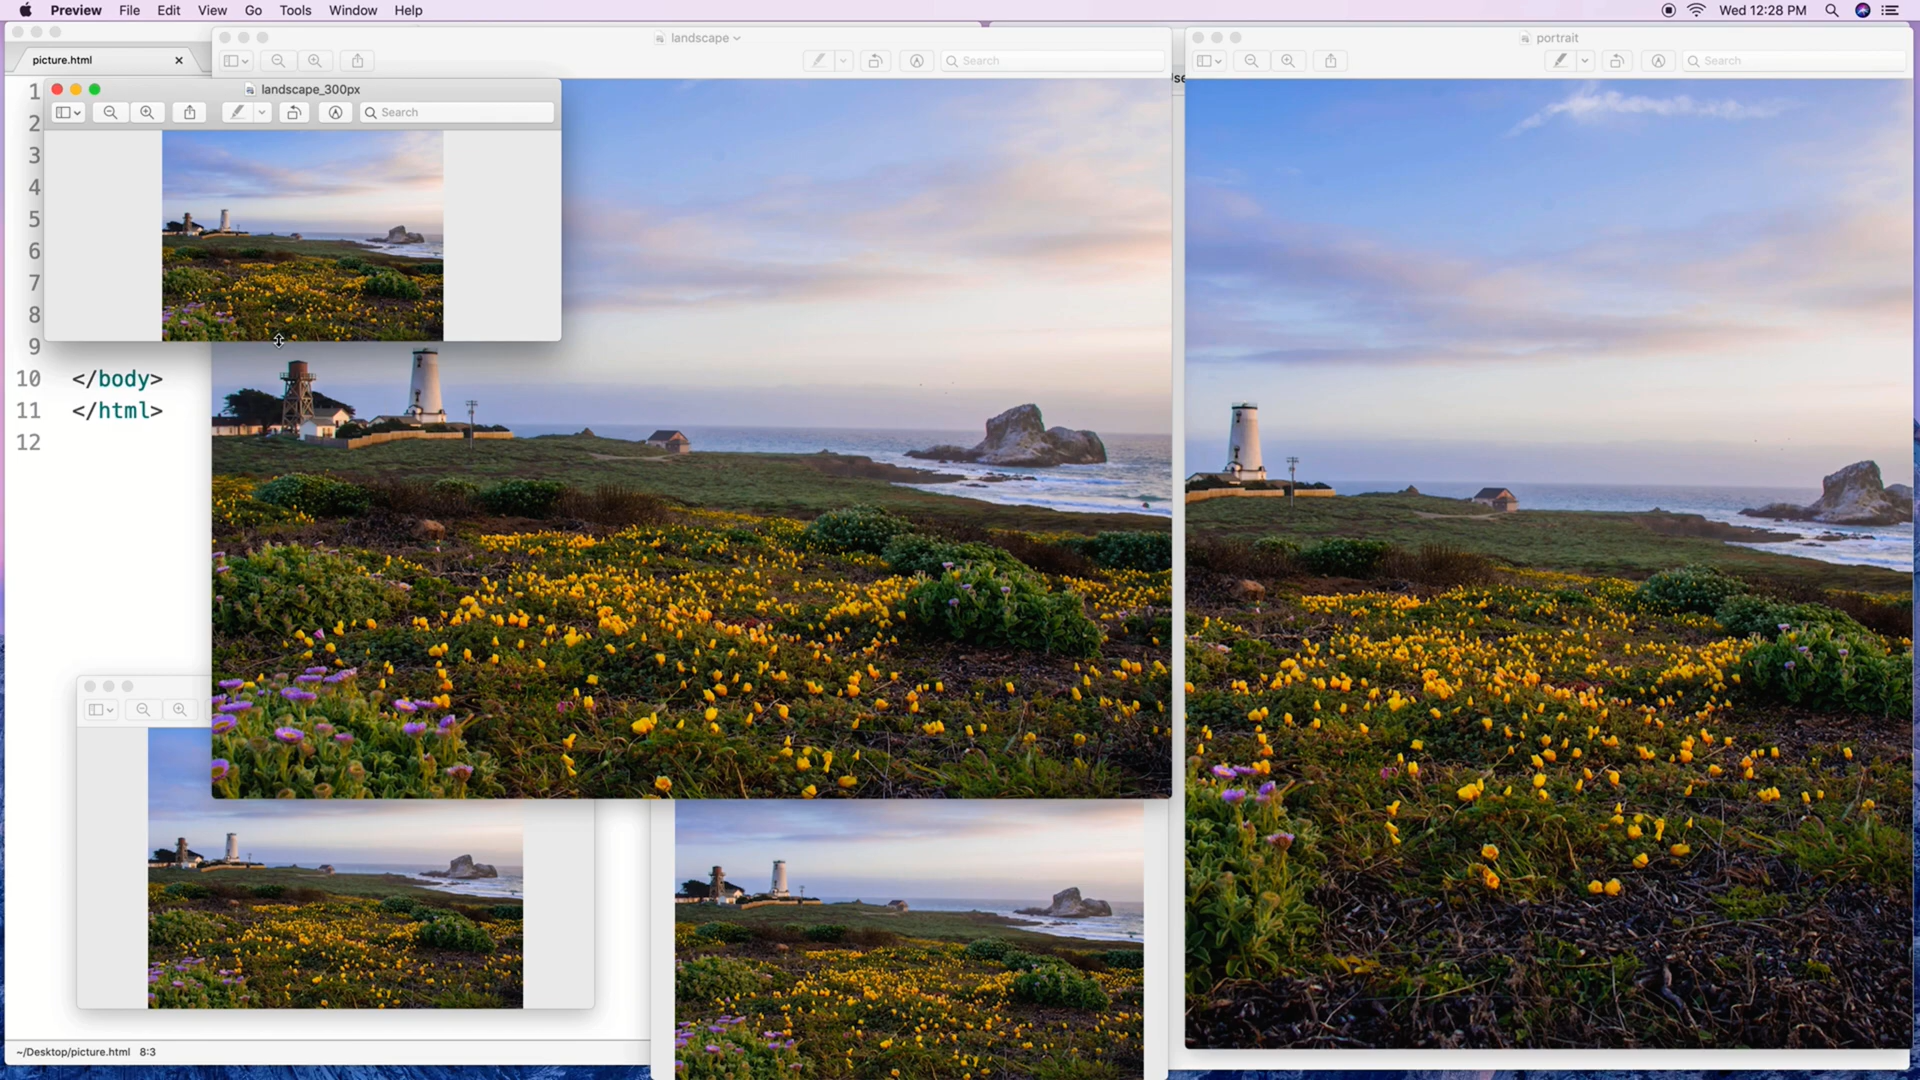 Preview File Edit View Go Tools Window Help Wed 12:28 PM
picture.html
landscape
Search
portrait
Search
landscape_300px
Search
1
2
3
4
5
6
7
8
9
10 </body>
11 </html>
12
~/Desktop/picture.html 8:3